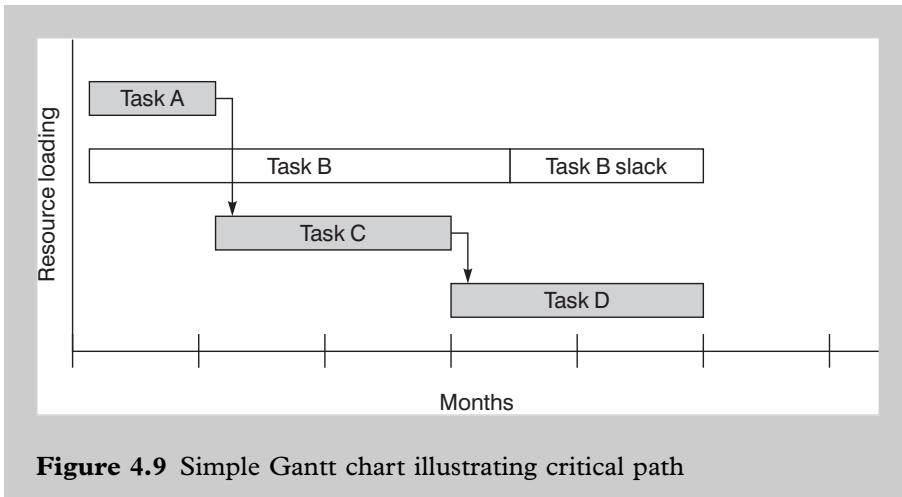 Task A
Task B
Task B slack
Task C
Task D
Resource loading
Months
Figure 4.9 Simple Gantt chart illustrating critical path